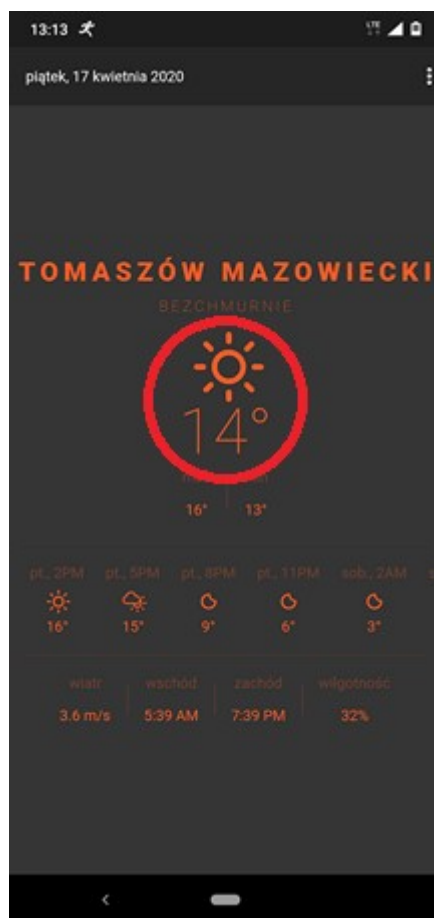 13:13 LTE
piątek, 17 kwietnia 2020
TOMASZÓW MAZOWIECKI
BEZCHMURNIE
14°
16° 13°
pt., 2PM pt., 5PM pt., 8PM pt., 11PM sob., 2AM
16° 15° 9° 6° 3°
wiatr wschód zachód wilgotność
3.6 m/s 5:39 AM 7:39 PM 32%